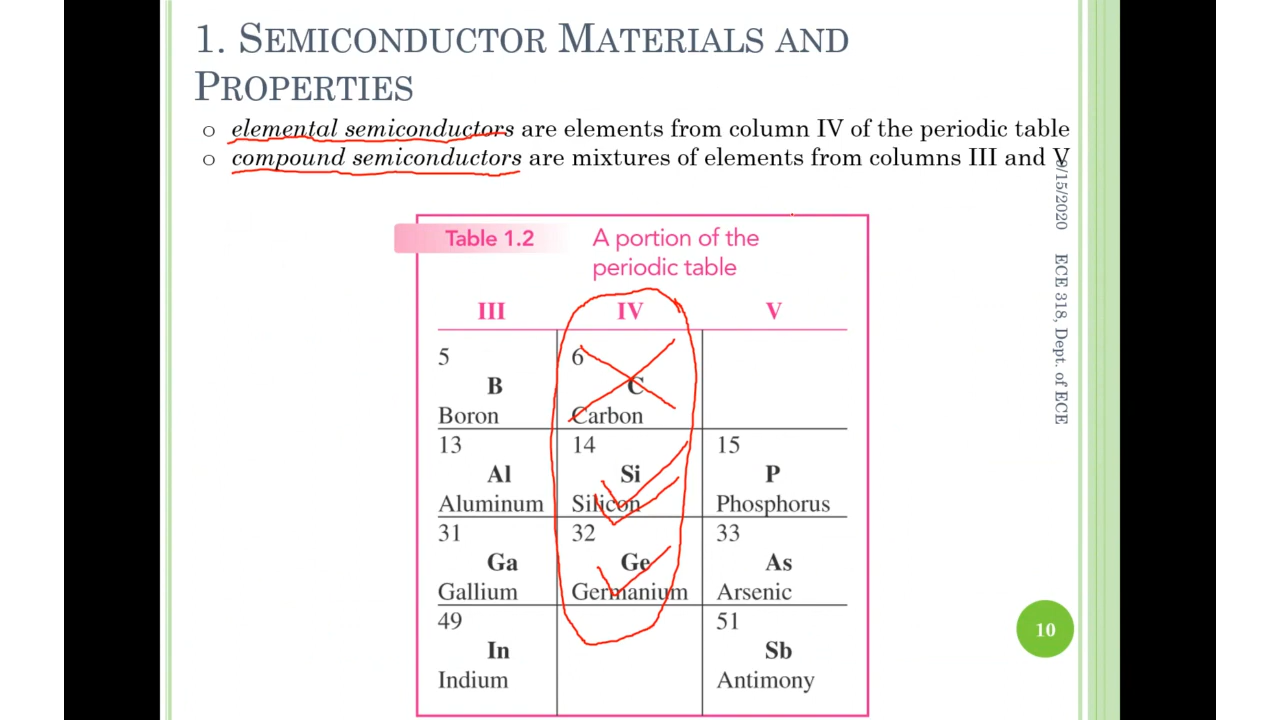 1. SEMICONDUCTOR MATERIALS AND
PROPERTIES
o elemental semiconductors are elements from column IV of the periodic table
o compound semiconductors are mixtures of elements from columns III and V
9/15/2020 ECE 318, Dept. of ECE
Table 1.2 A portion of the
periodic table
III IV V
5 6
B C
Boron Carbon
13 14 15
Al Si P
Aluminum Silicon Phosphorus
31 32 33
Ga Ge As
Gallium Germanium Arsenic
49 51
In Sb
Indium Antimony
10